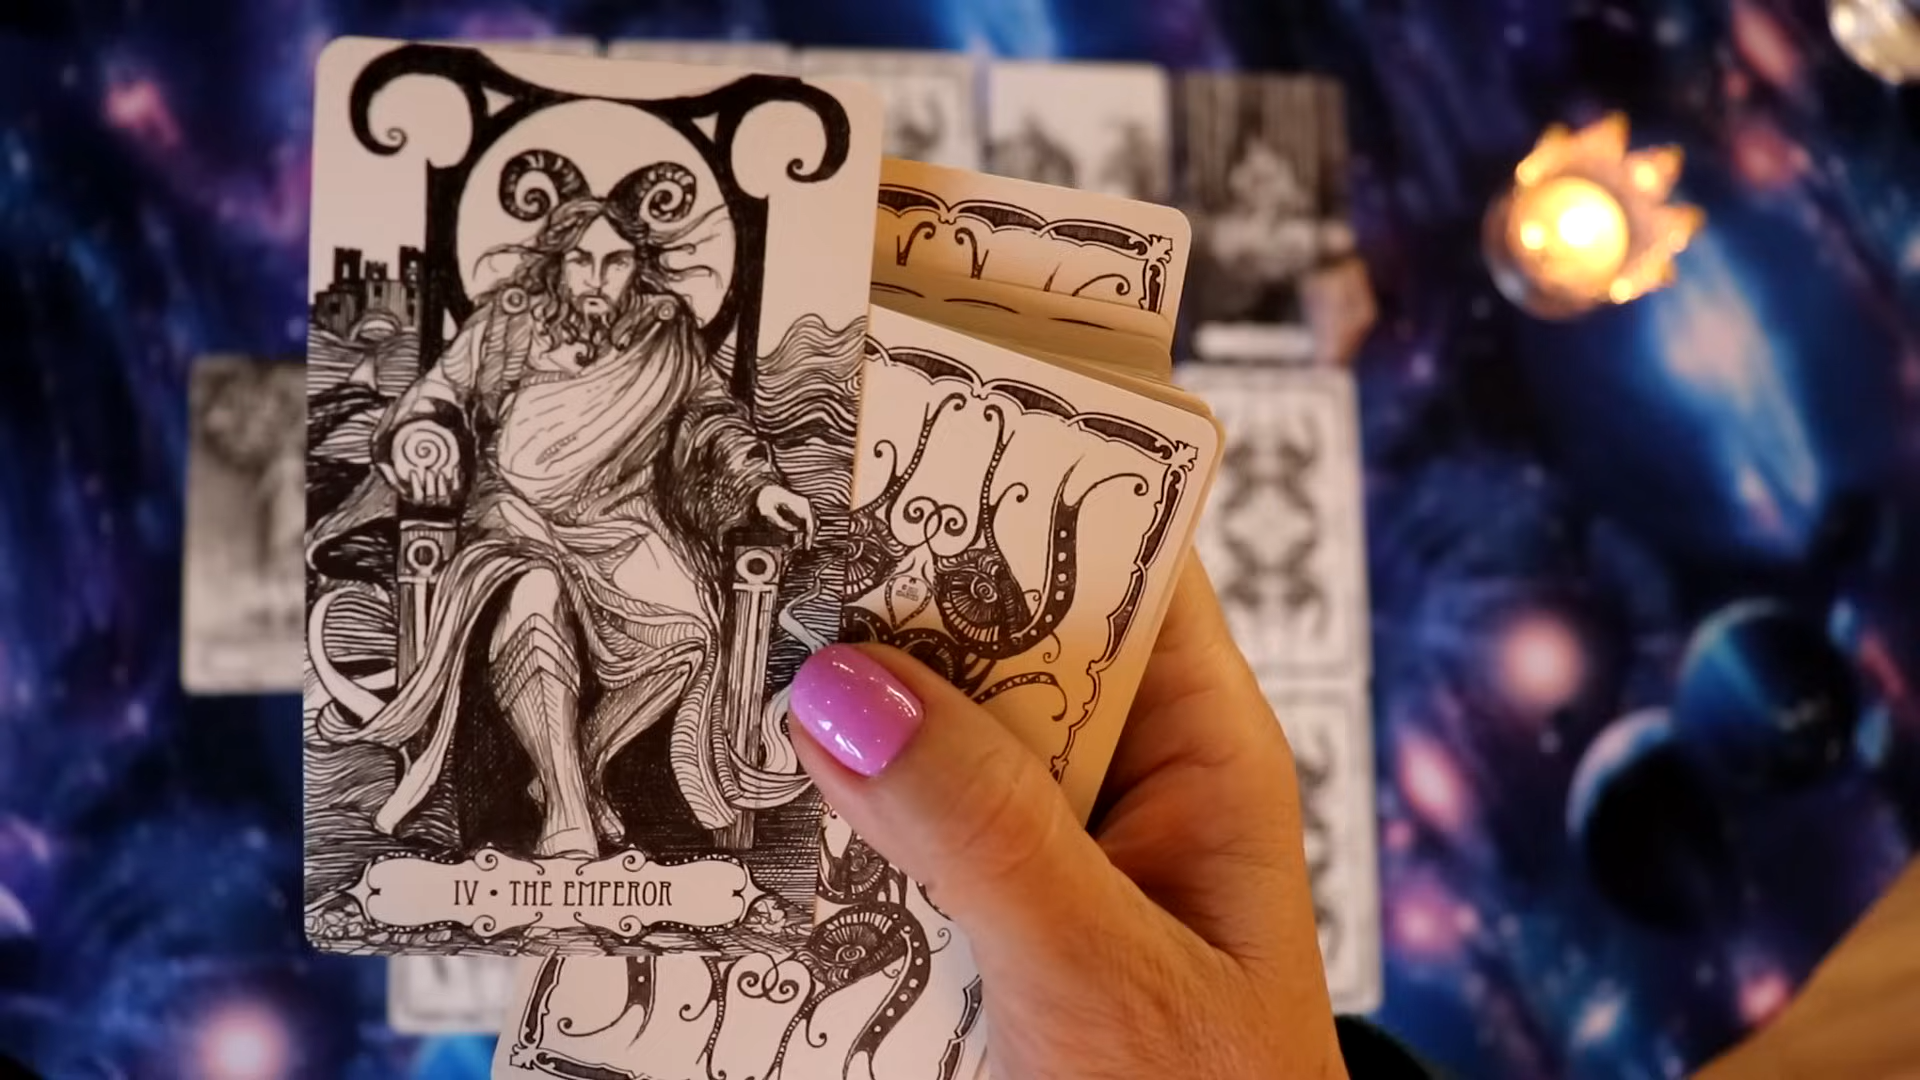 IV • THE EMPEROR